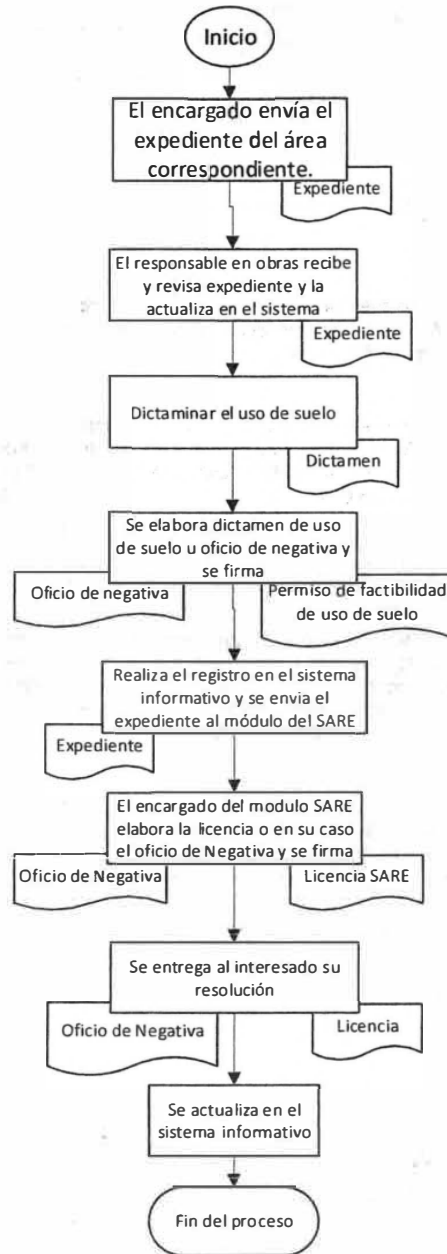 Inicio
El encargado envía el
expediente del área
correspondiente.
Expediente
El responsable en obras recibe
y revisa expediente y la
actualiza en el sistema
Expediente
Dictaminar el uso de suelo
Dictamen
Se elabora dictamen de uso
de suelo u oficio de negativa y
se firma
Oficio de negativa
Permiso de factibilidad
de uso de suelo
Realiza el registro en el sistema
informativo y se envia el
expediente al módulo del SARE
Expediente
El encargado del modulo SARE
elabora la licencia o en su caso
el oficio de Negativa y se firma
Oficio de Negativa
Licencia SARE
Se entrega al interesado su
resolución
Oficio de Negativa
Licencia
Se actualiza en el
sistema informativo
Fin del proceso